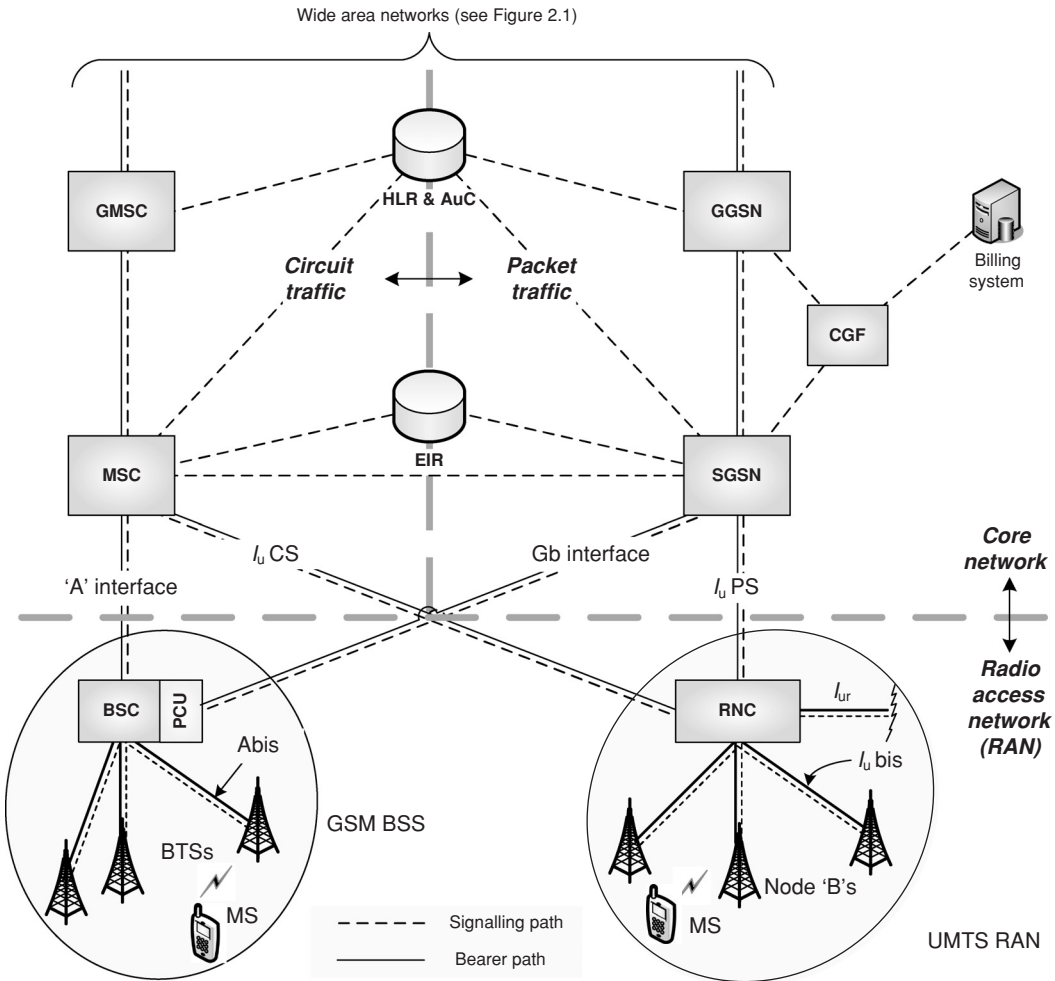 Wide area networks (see Figure 2.1)
HLR & AuC
GMSC
GGSN
Billing
system
Circuit
traffic
Packet
traffic
CGF
EIR
MSC
SGSN
Iu CS
Gb interface
'A' interface
Iu PS
Core
network
Radio
access
network
(RAN)
BSC
PCU
RNC
Iur
Abis
Iu bis
GSM BSS
BTSs
MS
Node 'B's
MS
UMTS RAN
Signalling path
Bearer path